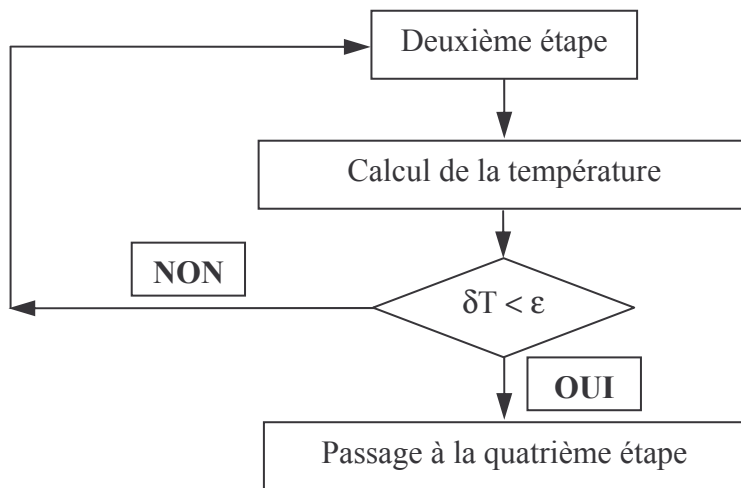 Deuxième étape
Calcul de la température
NON
δT < ε
OUI
Passage à la quatrième étape